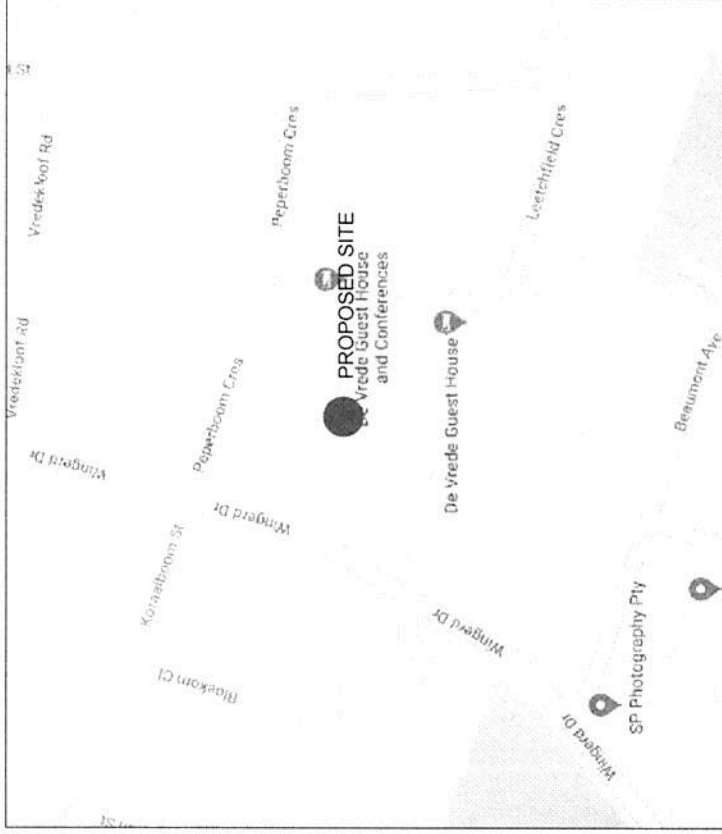 Vredekloof Rd
Vredekloof Rd
Wingerd Dr
Koraalboom St
Bloekom Cl
Peperboom Cres
Wingerd Dr
Peperboom Cres
PROPOSED SITE
De Vrede Guest House
and Conferences
De Vrede Guest House
Wingerd Dr
Leetchfield Cres
Wingerd Dr
SP Photography Pty
Beaumont Ave